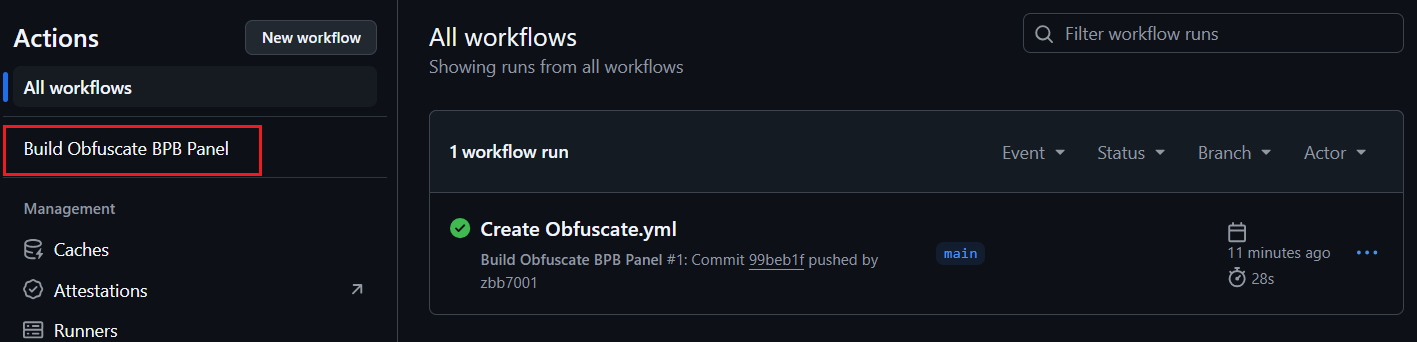 Actions
New workflow
All workflows
Build Obfuscate BPB Panel
Management
Caches
Attestations
Runners
All workflows
Showing runs from all workflows
Filter workflow runs
1 workflow run
Event
Status
Branch
Actor
Create Obfuscate.yml
Build Obfuscate BPB Panel #1: Commit 99beb1f pushed by
zbb7001
main
11 minutes ago
28s